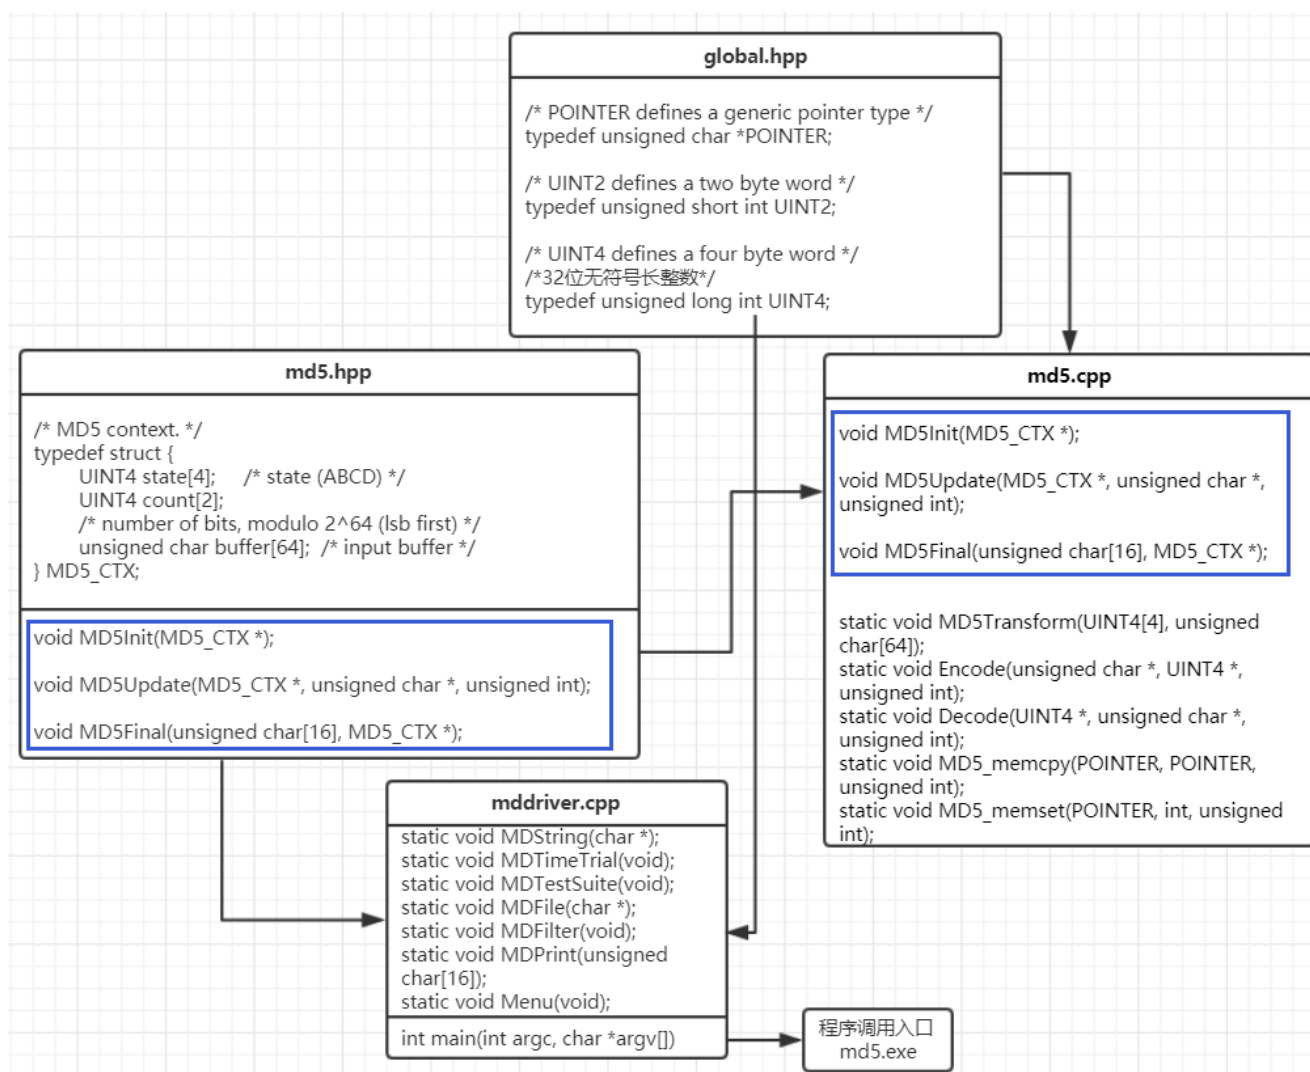 global.hpp
/* POINTER defines a generic pointer type */
typedef unsigned char *POINTER;
/* UINT2 defines a two byte word */
typedef unsigned short int UINT2;
/* UINT4 defines a four byte word */
/*32位无符号长整数*/
typedef unsigned long int UINT4;
md5.hpp
/* MD5 context. */
typedef struct {
UINT4 state[4]; /* state (ABCD) */
UINT4 count[2];
/* number of bits, modulo 2^64 (lsb first) */
unsigned char buffer[64]; /* input buffer */
} MD5_CTX;
void MD5Init(MD5_CTX *);
void MD5Update(MD5_CTX *, unsigned char *, unsigned int);
void MD5Final(unsigned char[16], MD5_CTX *);
md5.cpp
void MD5Init(MD5_CTX *);
void MD5Update(MD5_CTX *, unsigned char *,
unsigned int);
void MD5Final(unsigned char[16], MD5_CTX *);
static void MD5Transform(UINT4[4], unsigned
char[64]);
static void Encode(unsigned char *, UINT4 *,
unsigned int);
static void Decode(UINT4 *, unsigned char *,
unsigned int);
static void MD5_memcpy(POINTER, POINTER,
unsigned int);
static void MD5_memset(POINTER, int, unsigned
int);
mddriver.cpp
static void MDString(char *);
static void MDTimeTrial(void);
static void MDTestSuite(void);
static void MDFile(char *);
static void MDFilter(void);
static void MDPrint(unsigned
char[16]);
static void Menu(void);
int main(int argc, char *argv[])
程序调用入口
md5.exe